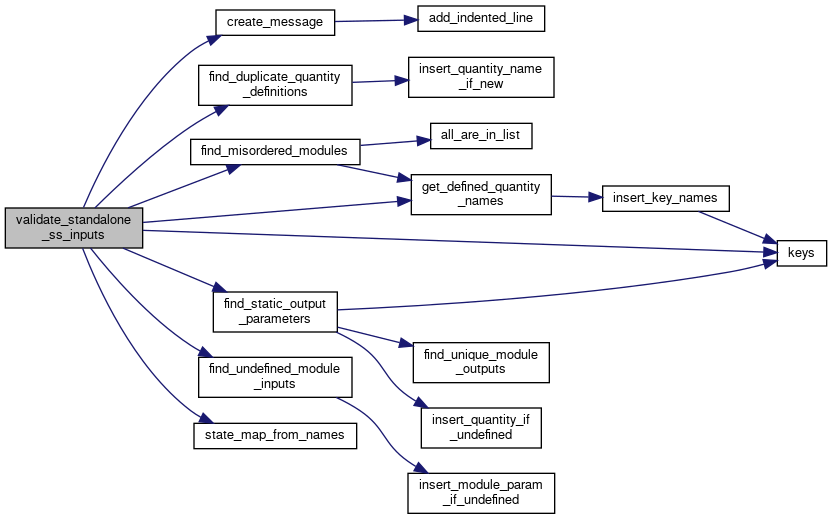 validate_standalone
_ss_inputs
create_message
add_indented_line
find_duplicate_quantity
_definitions
insert_quantity_name
_if_new
find_misordered_modules
all_are_in_list
get_defined_quantity
_names
insert_key_names
keys
find_static_output
_parameters
find_unique_module
_outputs
insert_quantity_if
_undefined
find_undefined_module
_inputs
insert_module_param
_if_undefined
state_map_from_names